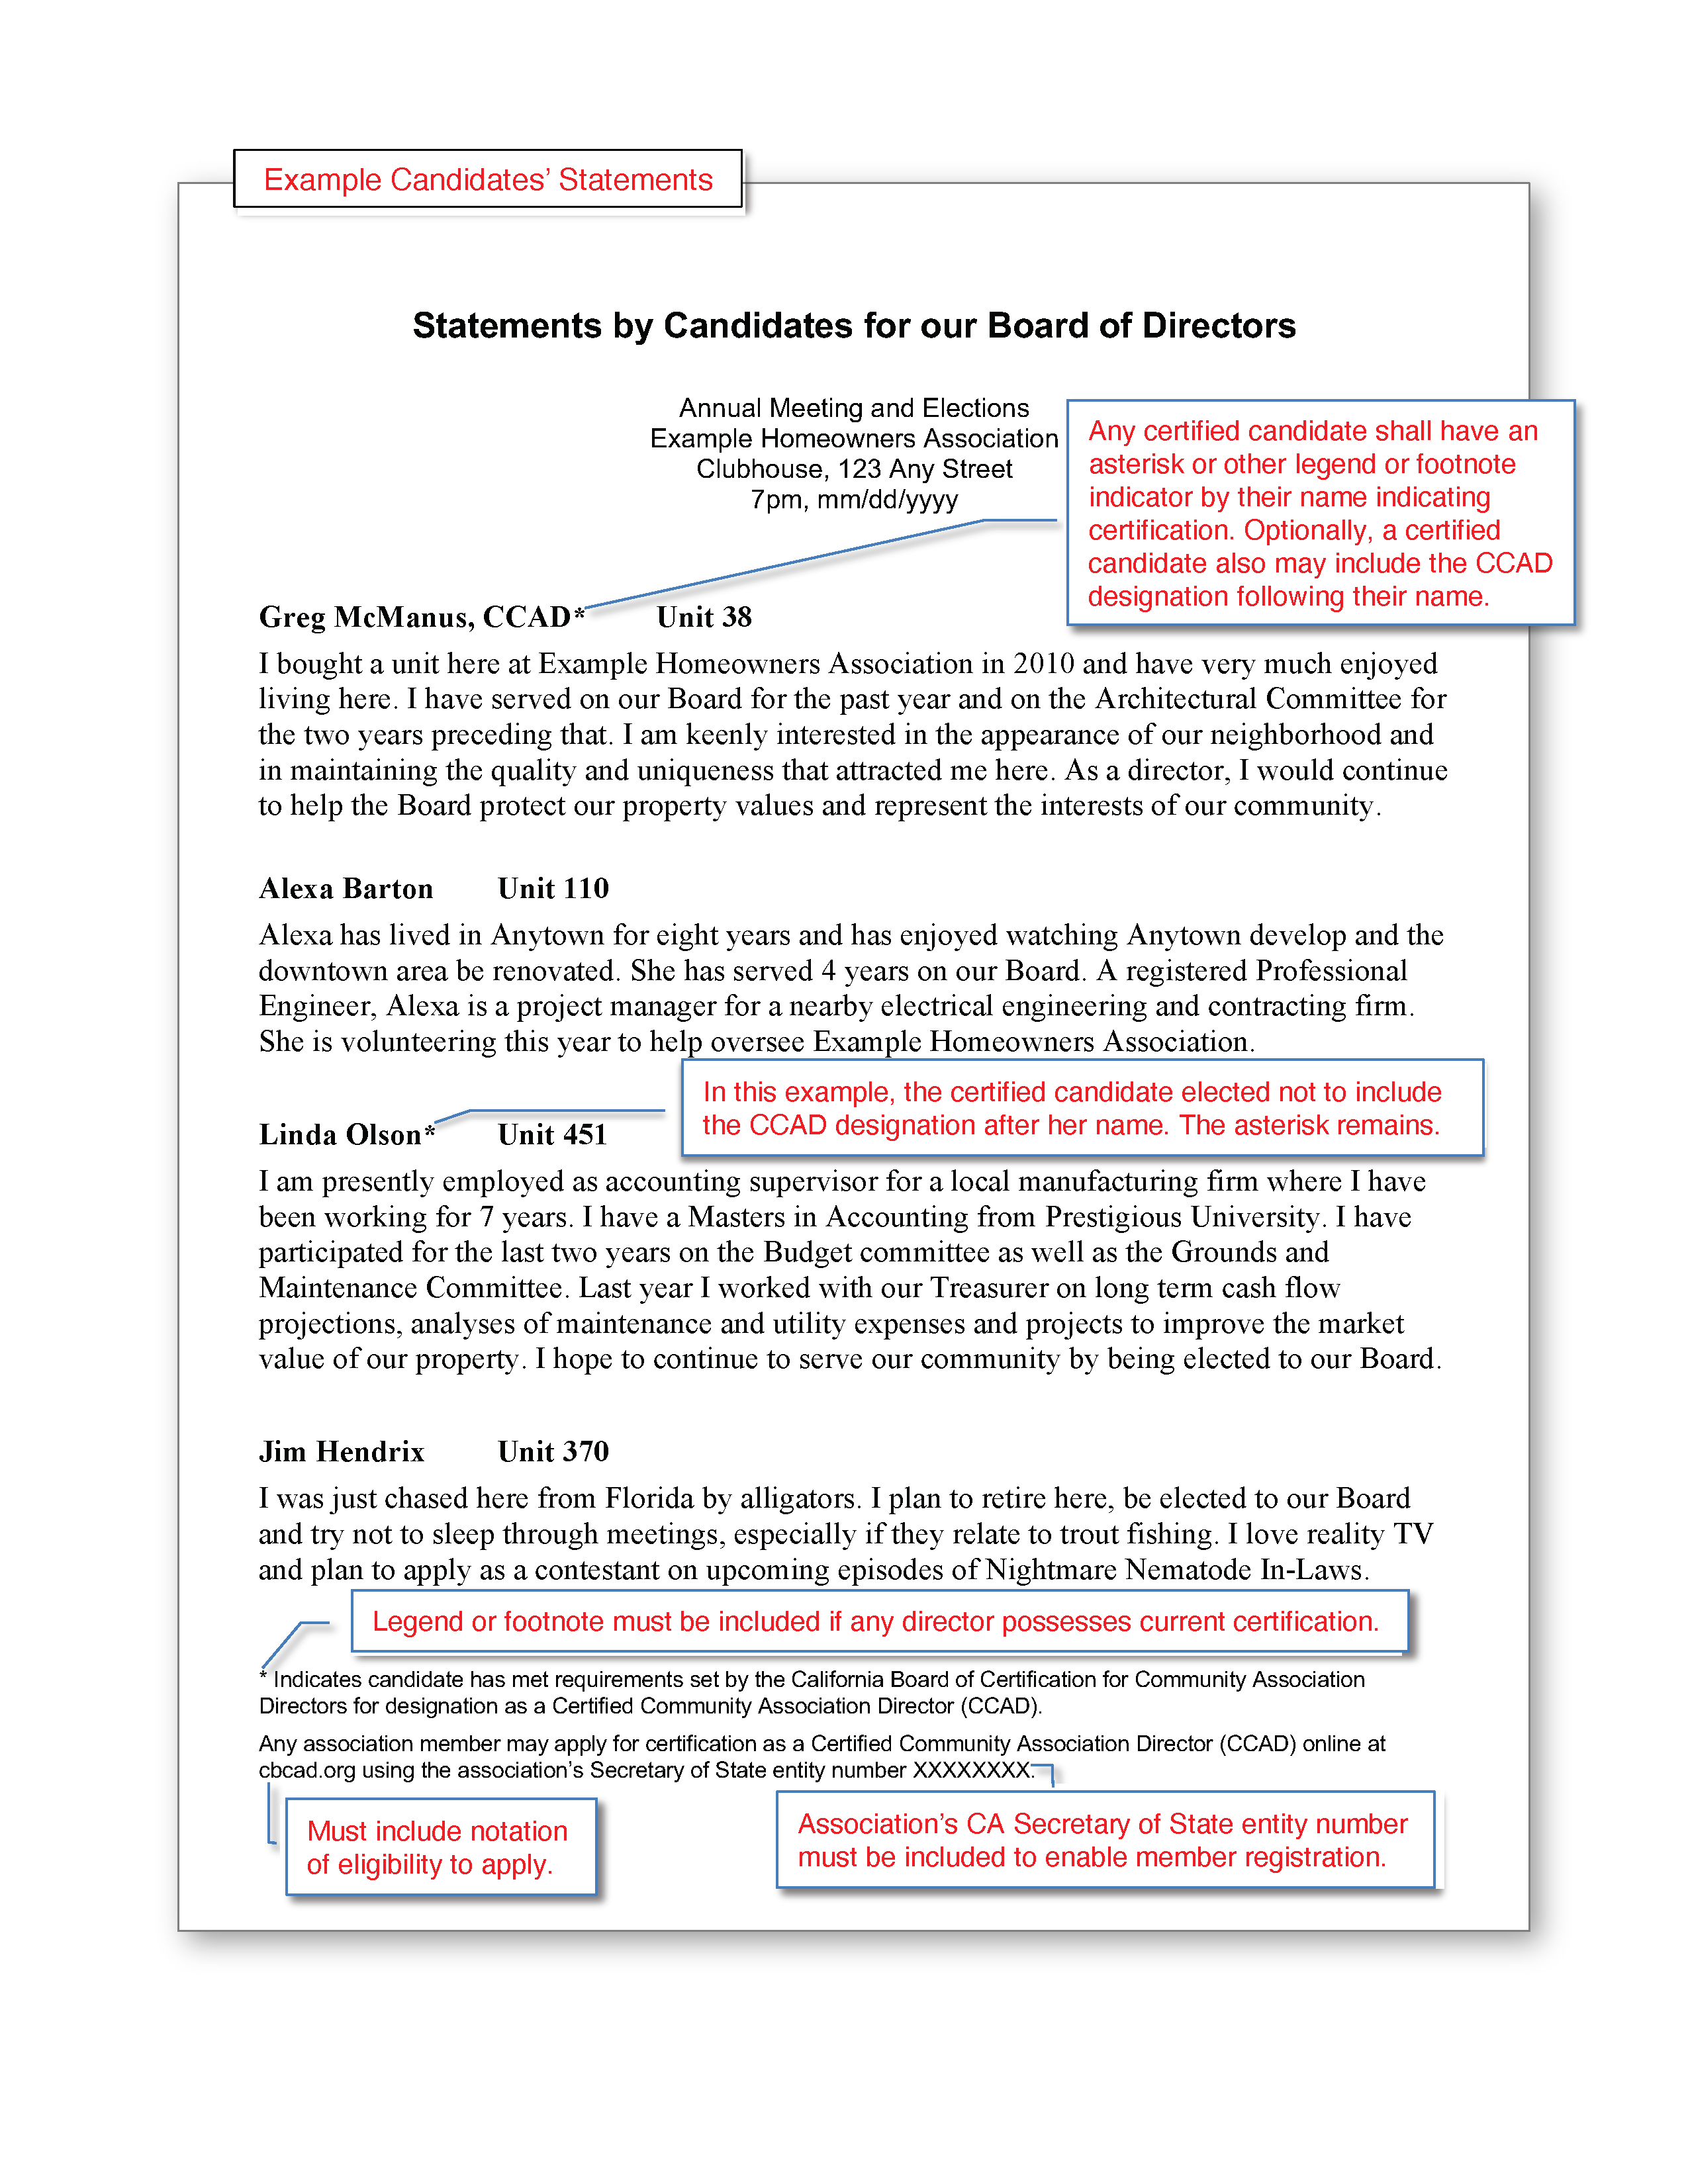 Example Candidates’ Statements
Statements by Candidates for our Board of Directors
Annual Meeting and Elections
Example Homeowners Association
Clubhouse, 123 Any Street
7pm, mm/dd/yyyy
Any certified candidate shall have an
asterisk or other legend or footnote
indicator by their name indicating
certification. Optionally, a certified
candidate also may include the CCAD
designation following their name.
Greg McManus, CCAD* Unit 38
I bought a unit here at Example Homeowners Association in 2010 and have very much enjoyed
living here. I have served on our Board for the past year and on the Architectural Committee for
the two years preceding that. I am keenly interested in the appearance of our neighborhood and
in maintaining the quality and uniqueness that attracted me here. As a director, I would continue
to help the Board protect our property values and represent the interests of our community.
Alexa Barton Unit 110
Alexa has lived in Anytown for eight years and has enjoyed watching Anytown develop and the
downtown area be renovated. She has served 4 years on our Board. A registered Professional
Engineer, Alexa is a project manager for a nearby electrical engineering and contracting firm.
She is volunteering this year to help oversee Example Homeowners Association.
In this example, the certified candidate elected not to include
the CCAD designation after her name. The asterisk remains.
Linda Olson* Unit 451
I am presently employed as accounting supervisor for a local manufacturing firm where I have
been working for 7 years. I have a Masters in Accounting from Prestigious University. I have
participated for the last two years on the Budget committee as well as the Grounds and
Maintenance Committee. Last year I worked with our Treasurer on long term cash flow
projections, analyses of maintenance and utility expenses and projects to improve the market
value of our property. I hope to continue to serve our community by being elected to our Board.
Jim Hendrix Unit 370
I was just chased here from Florida by alligators. I plan to retire here, be elected to our Board
and try not to sleep through meetings, especially if they relate to trout fishing. I love reality TV
and plan to apply as a contestant on upcoming episodes of Nightmare Nematode In-Laws.
Legend or footnote must be included if any director possesses current certification.
* Indicates candidate has met requirements set by the California Board of Certification for Community Association
Directors for designation as a Certified Community Association Director (CCAD).
Any association member may apply for certification as a Certified Community Association Director (CCAD) online at
cbcad.org using the association’s Secretary of State entity number XXXXXXXX.
Must include notation
of eligibility to apply.
Association’s CA Secretary of State entity number
must be included to enable member registration.